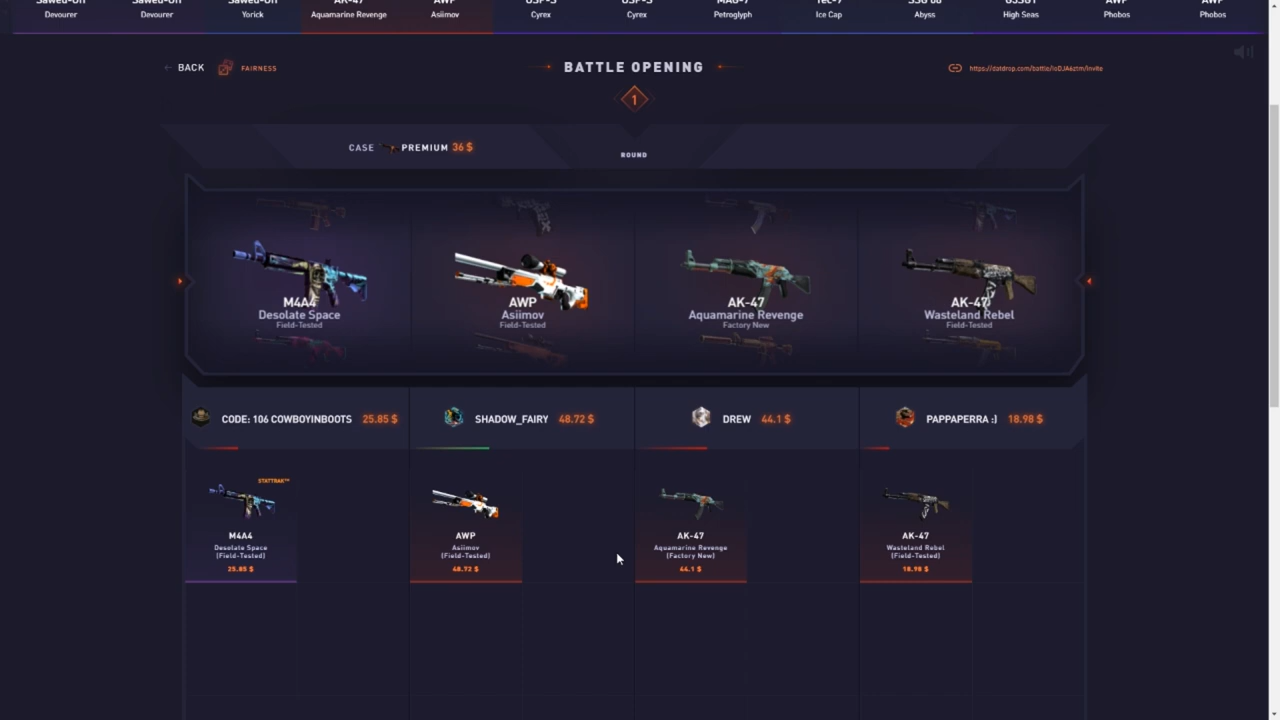 Sawed-Off Sawed-Off Sawed-Off AK-47 AWP USP-S USP-S MAG-7 Tec-9 SSG 08 G3SG1 AWP AWP
Devourer Devourer Yorick Aquamarine Revenge Asiimov Cyrex Cyrex Petroglyph Ice Cap Abyss High Seas Phobos Phobos
← BACK FAIRNESS BATTLE OPENING
1
CASE PREMIUM 36 $
ROUND
M4A4 AWP AK-47 AK-47
Desolate Space Asiimov Aquamarine Revenge Wasteland Rebel
Field-Tested Field-Tested Factory New Field-Tested
CODE: 106 COWBOYINBOOTS 25.85 $ SHADOW_FAIRY 48.72 $ DREW 44.1 $ PAPPAPERRA :) 18.98 $
STATTRAK™
M4A4 AWP AK-47 AK-47
Desolate Space Asiimov Aquamarine Revenge Wasteland Rebel
(Field-Tested) (Field-Tested) (Factory New) (Field-Tested)
25.85 $ 48.72 $ 44.1 $ 18.98 $